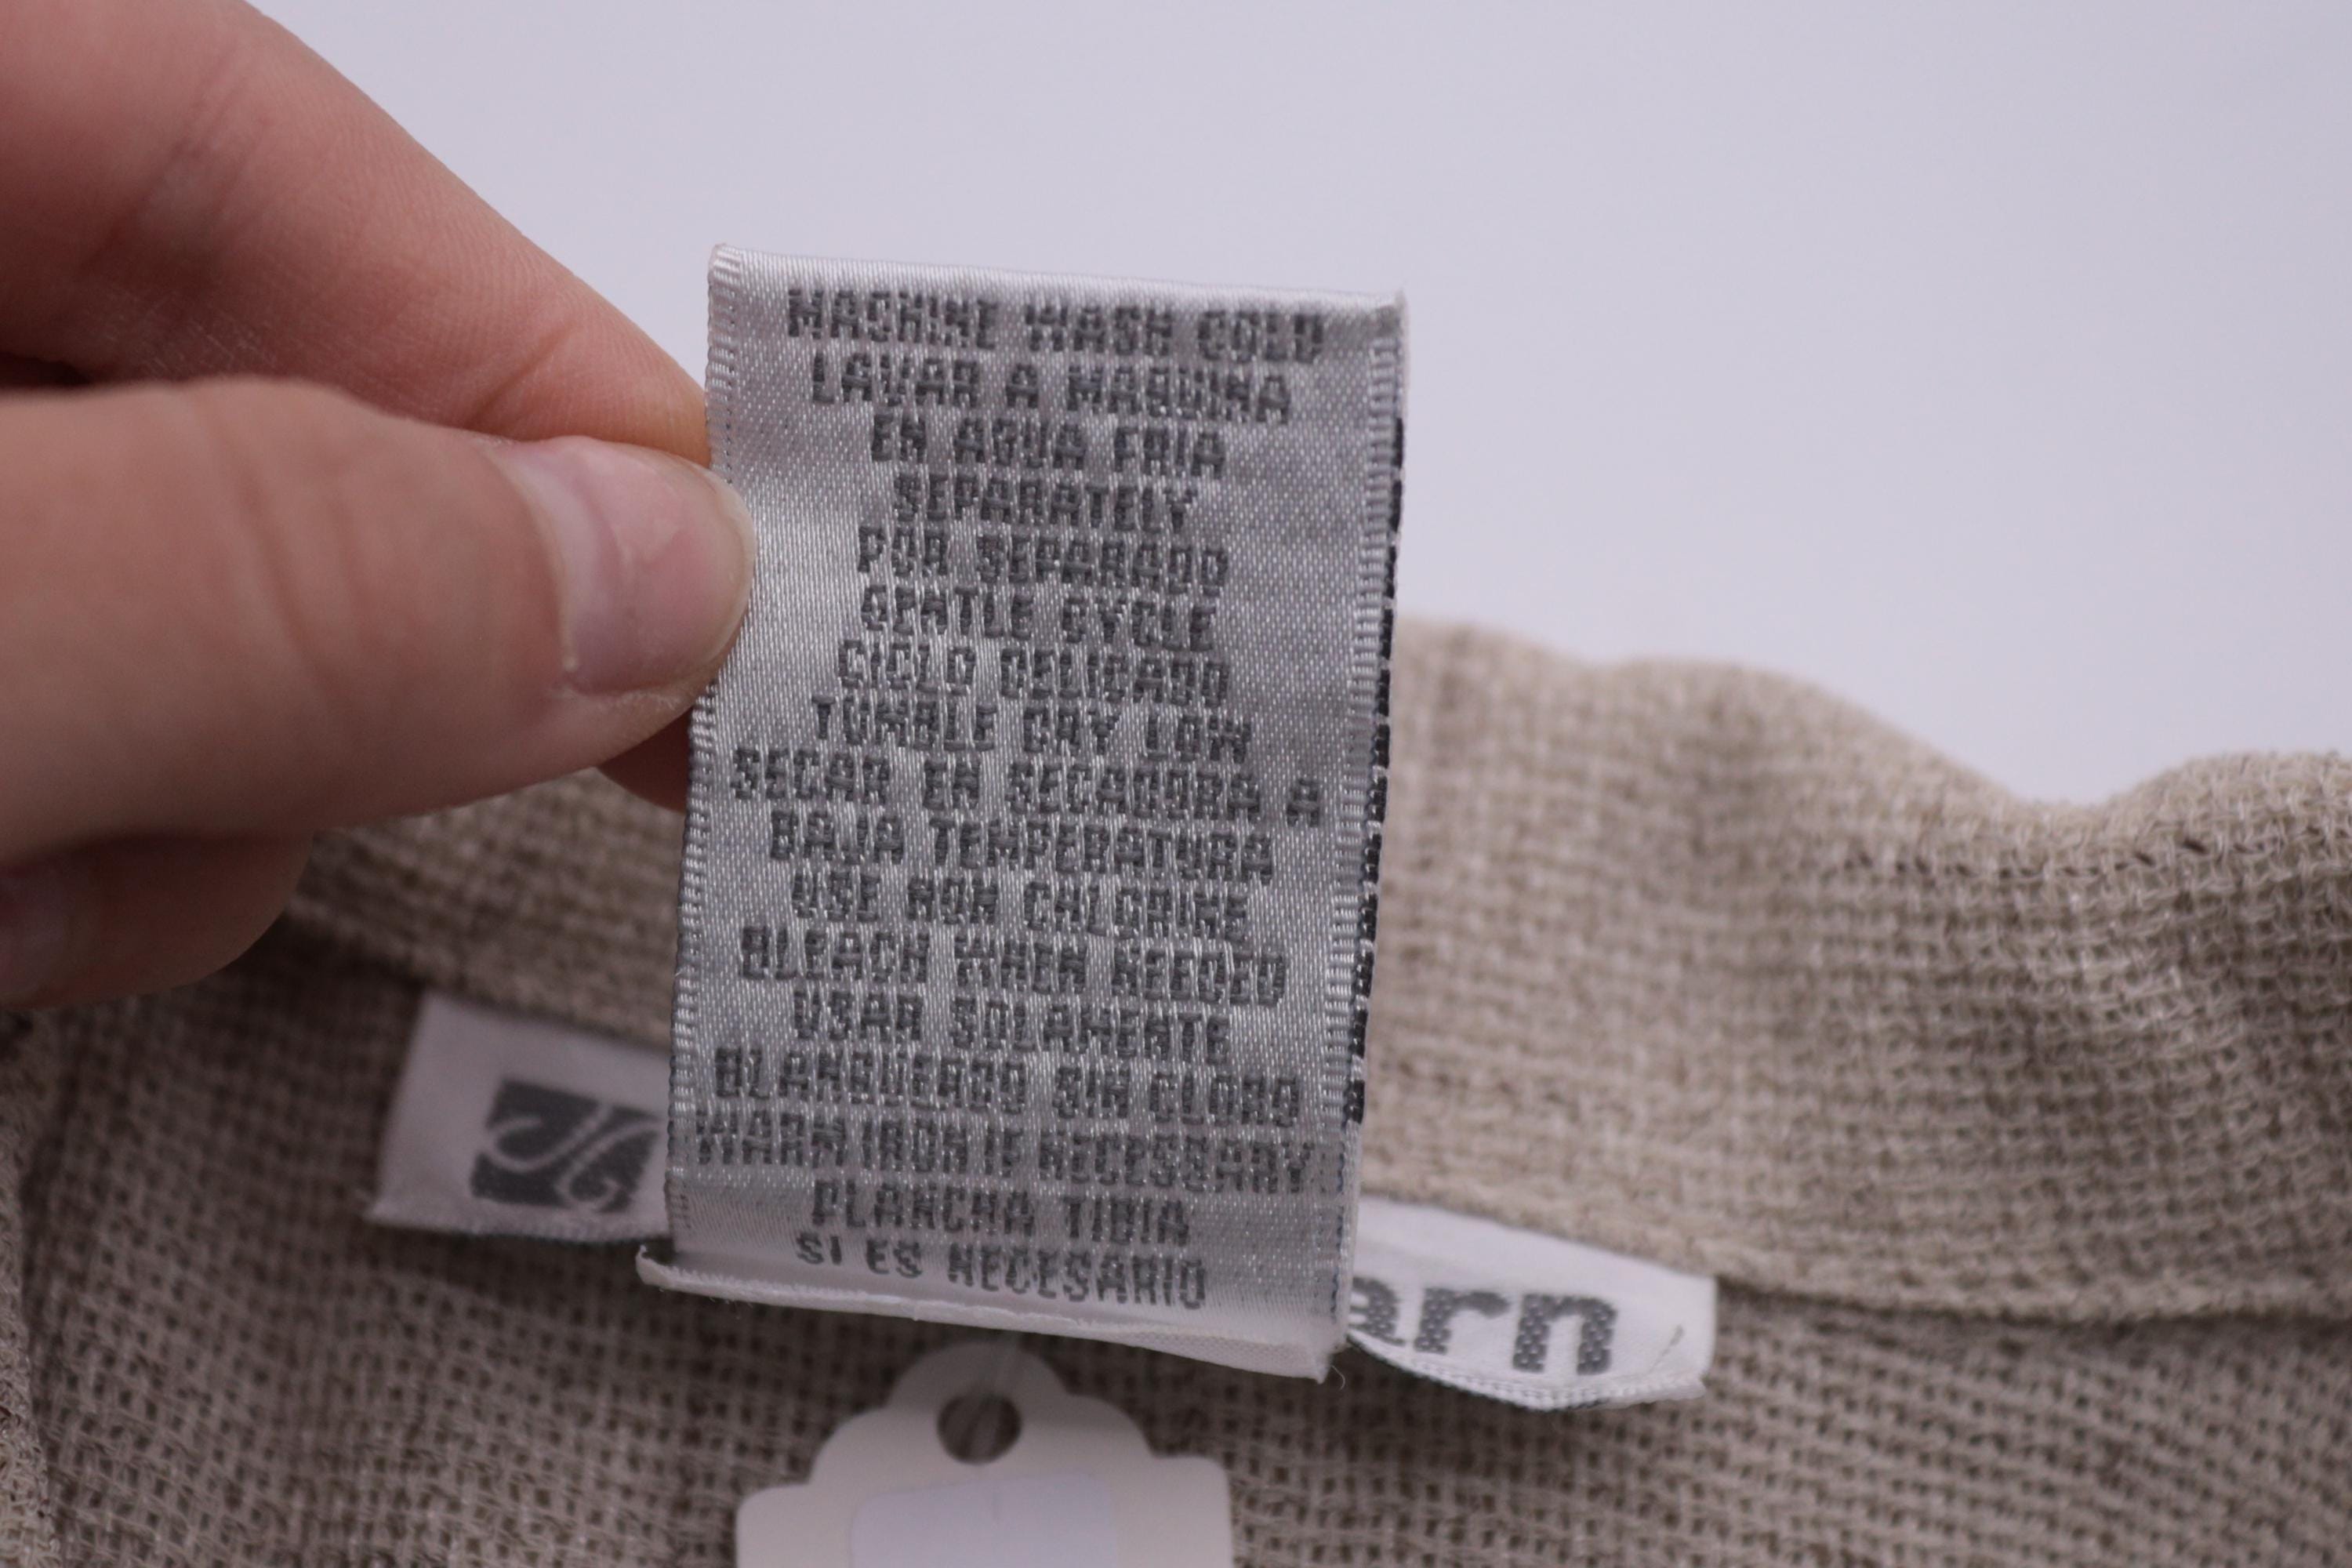 MACHINE WASH COLD
LAVAR A MAQUINA
EN AGUA FRIA
SEPARATELY
POR SEPARADO
GENTLE CYCLE
CICLO DELICADO
TUMBLE DRY LOW
SECAR EN SECADORA A
BAJA TEMPERATURA
USE NON CHLORINE
BLEACH WHEN NEEDED
USAR SOLAMENTE
BLANQUEADO SIN CLORO
WARM IRON IF NECESSARY
PLANCHA TIBIA
SI ES NECESARIO
arn